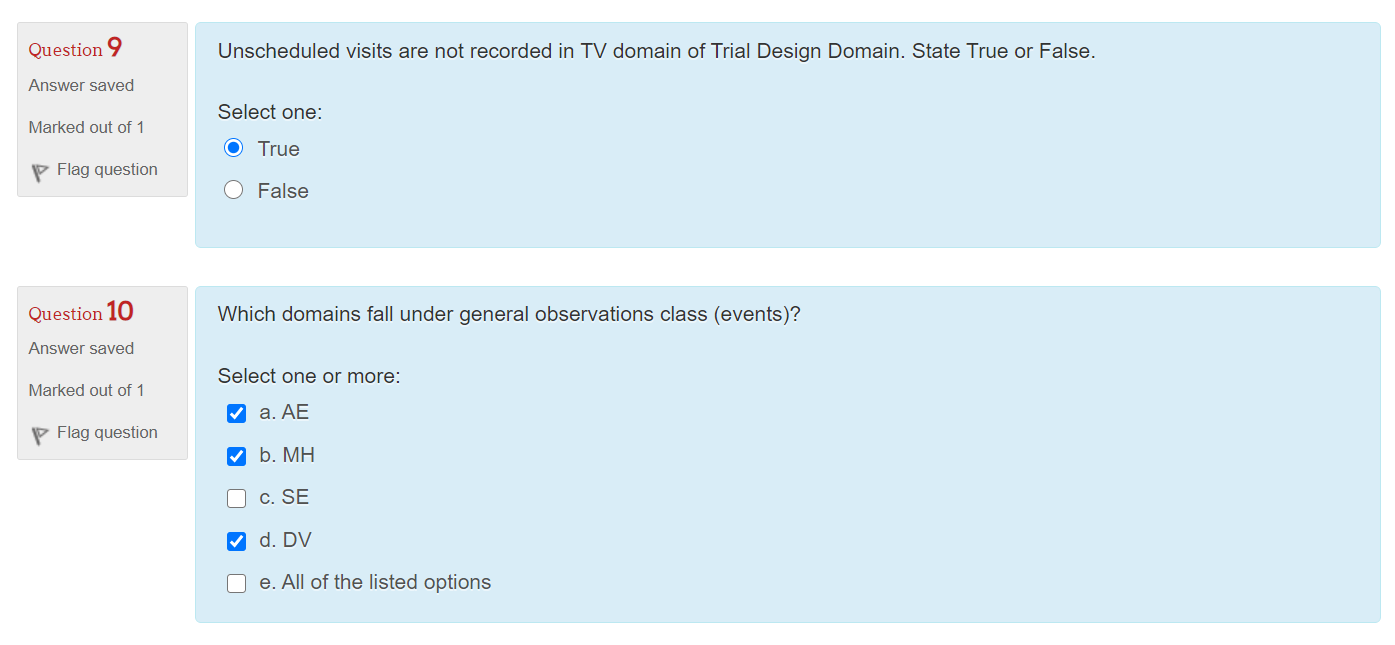 Question 9
Answer saved
Marked out of 1
Flag question
Unscheduled visits are not recorded in TV domain of Trial Design Domain. State True or False.
Select one:
True
False
Question 10
Answer saved
Marked out of 1
Flag question
Which domains fall under general observations class (events)?
Select one or more:
a. AE
b. MH
c. SE
d. DV
e. All of the listed options